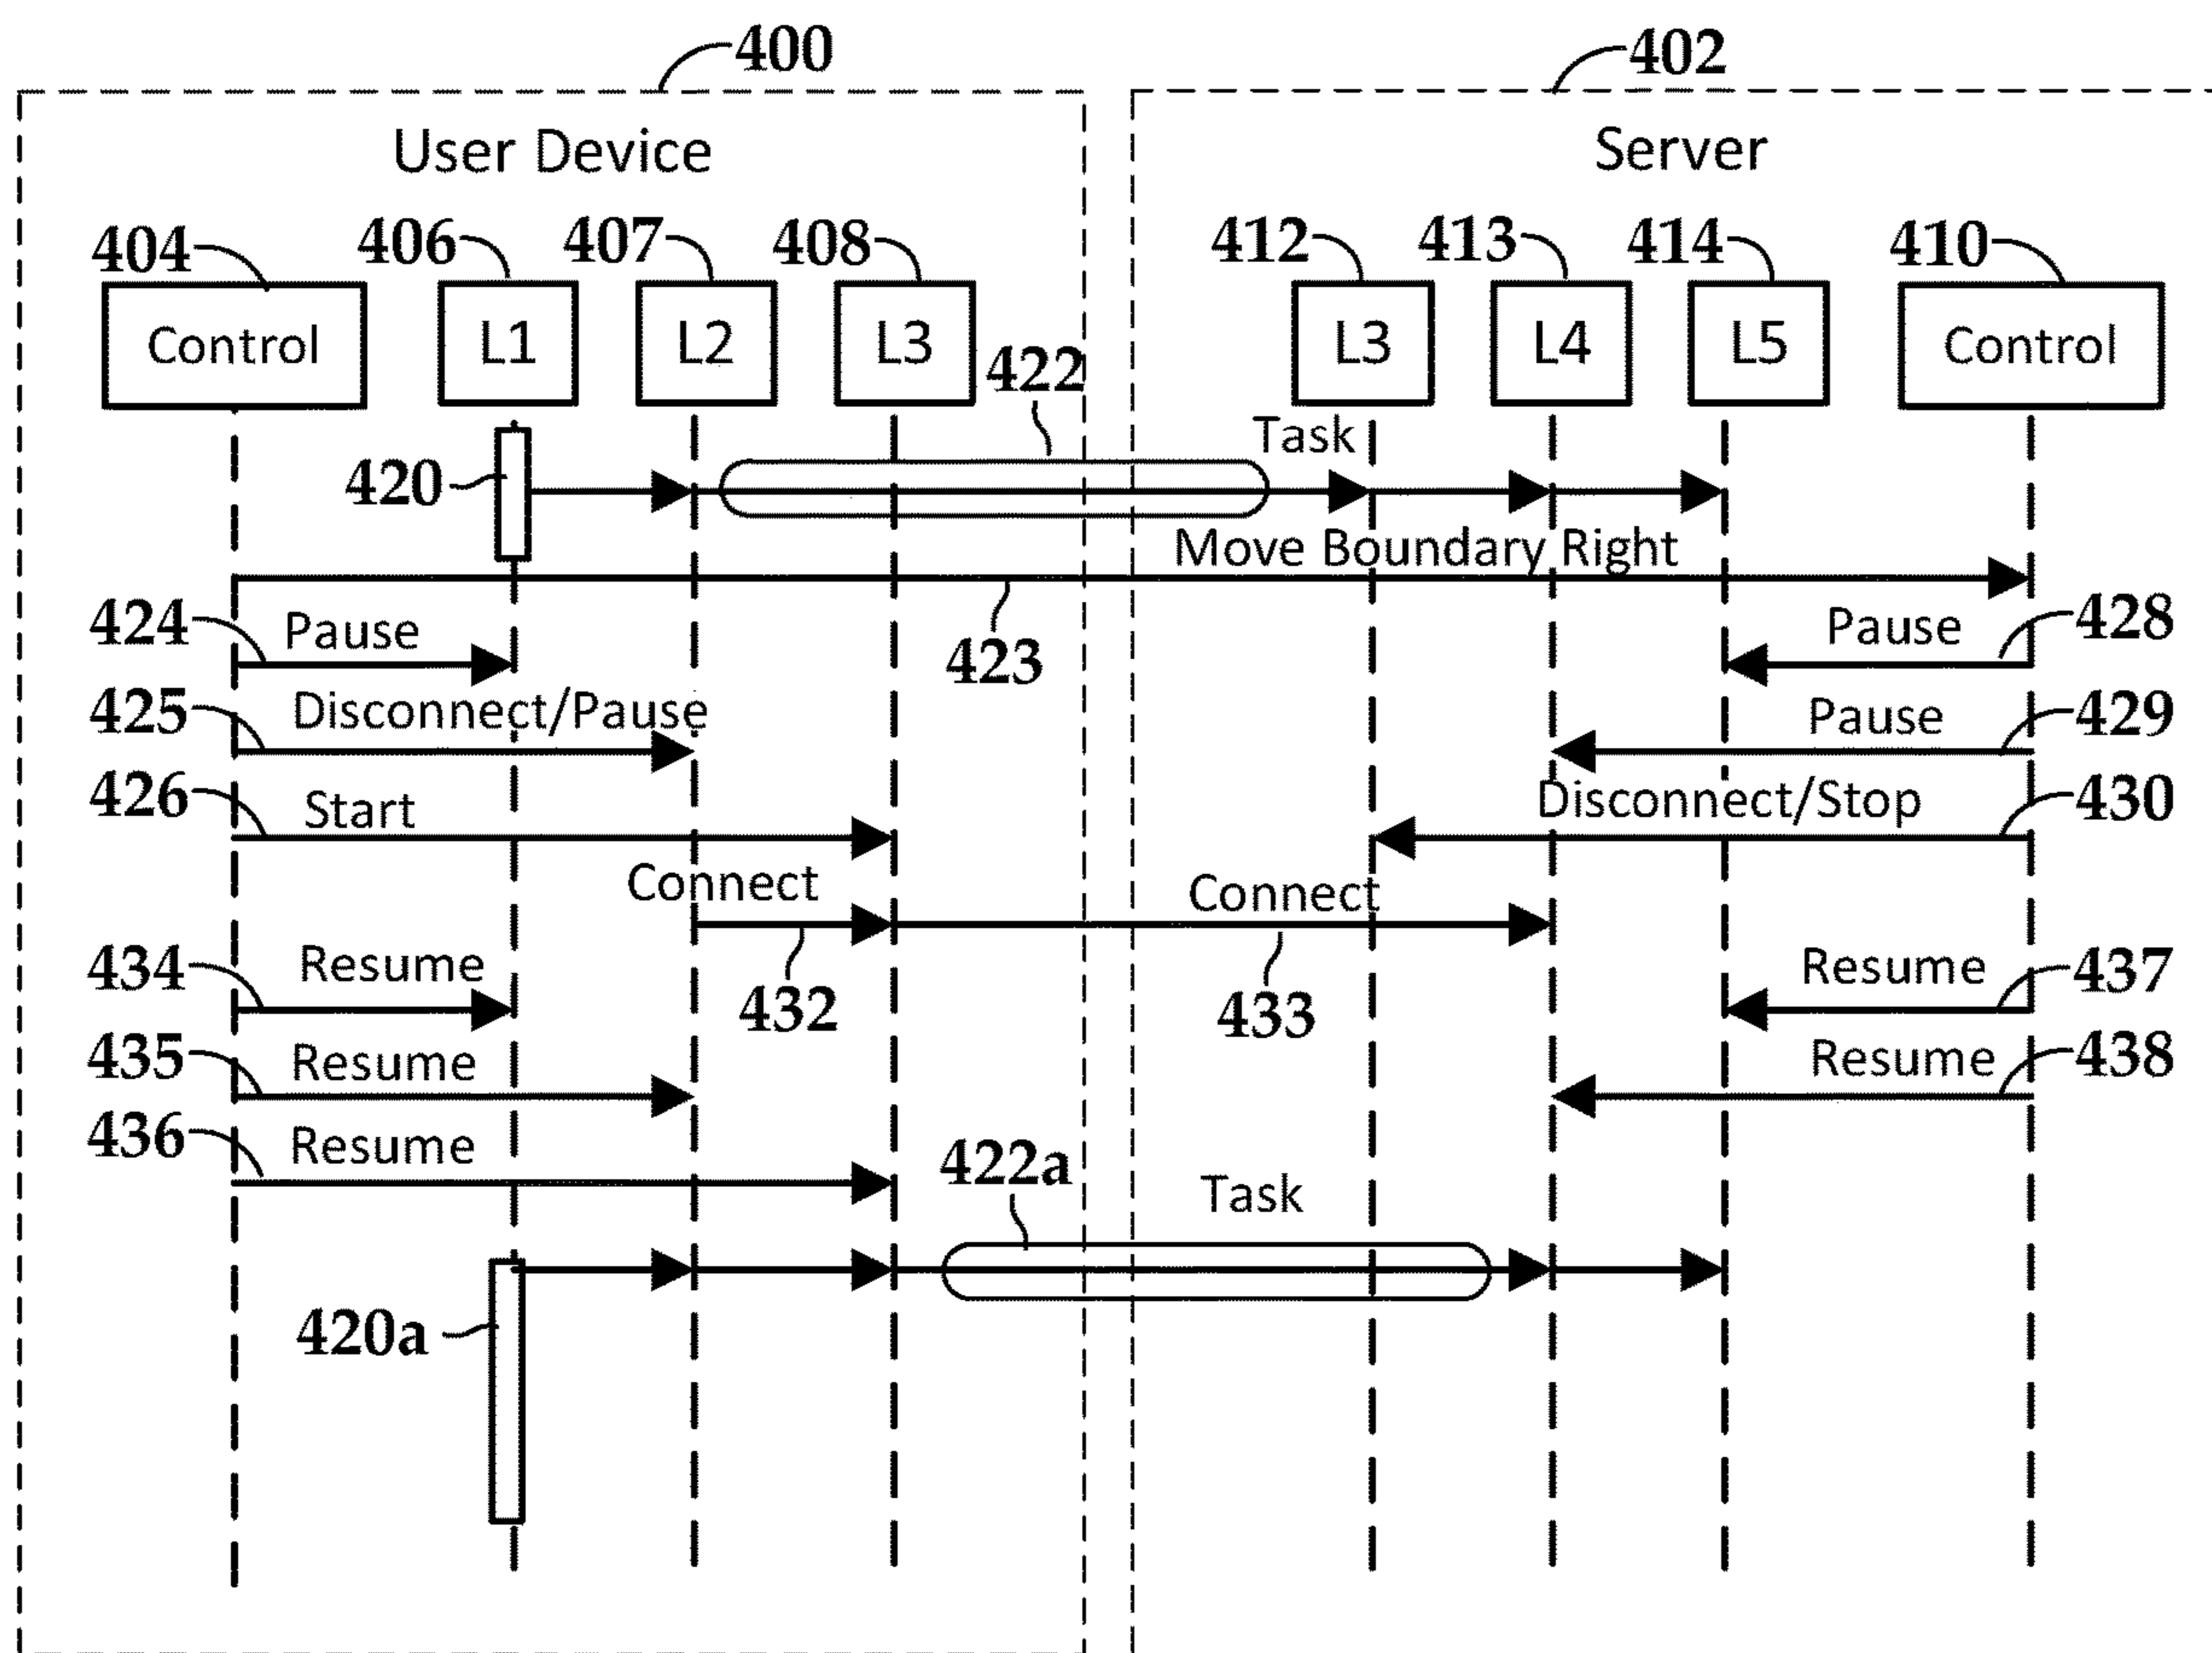 400
402
User Device
Server
404
406
407
408
412
413
414
410
Control
L1
L2
L3
L3
L4
L5
Control
422
Task
420
Move Boundary Right
424
Pause
423
Pause
428
425
Disconnect/Pause
Pause
429
426
Start
Disconnect/Stop
430
Connect
Connect
434
Resume
432
433
Resume
437
435
Resume
Resume
438
436
Resume
422a
Task
420a